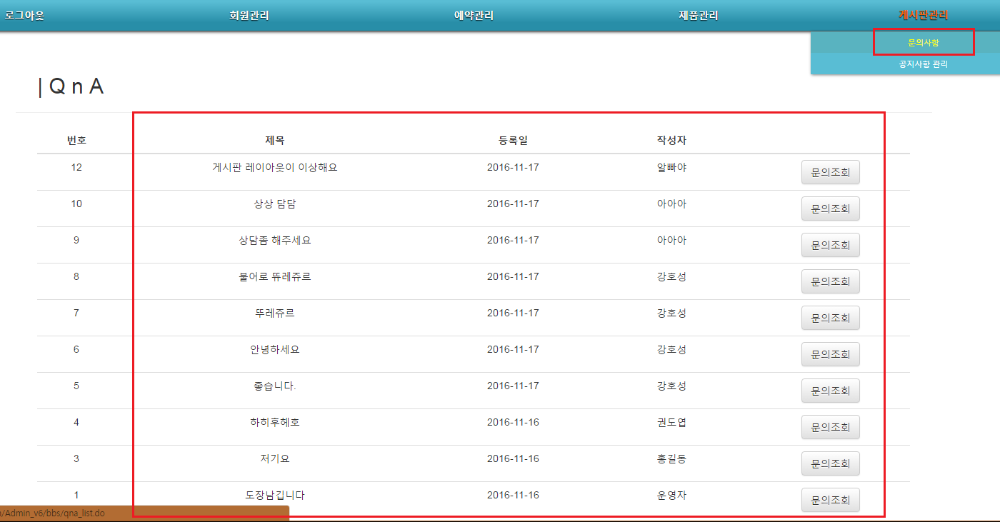 로그아웃 회원관리 예약관리 제품관리 게시판관리
문의사항
공지사항 관리
| Q n A
번호 제목 등록일 작성자
12 게시판 레이아웃이 이상해요 2016-11-17 알빠야 문의조회
10 상상 담담 2016-11-17 아아아 문의조회
9 상담좀 해주세요 2016-11-17 아아아 문의조회
8 불어로 뜌레쥬르 2016-11-17 강호성 문의조회
7 뚜레쥬르 2016-11-17 강호성 문의조회
6 안녕하세요 2016-11-17 강호성 문의조회
5 좋습니다. 2016-11-17 강호성 문의조회
4 하히후헤호 2016-11-16 권도엽 문의조회
3 저기요 2016-11-16 홍길동 문의조회
1 도장남깁니다 2016-11-16 운영자 문의조회
/Admin_v6/bbs/qna_list.do